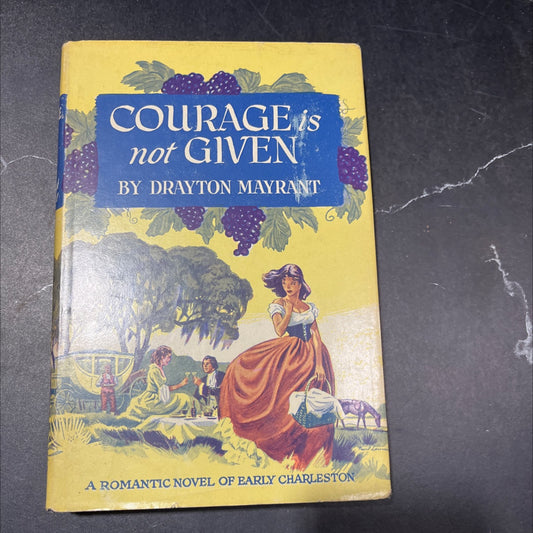 COURAGE is
not GIVEN
BY DRAYTON MAYRANT
A ROMANTIC NOVEL OF EARLY CHARLESTON